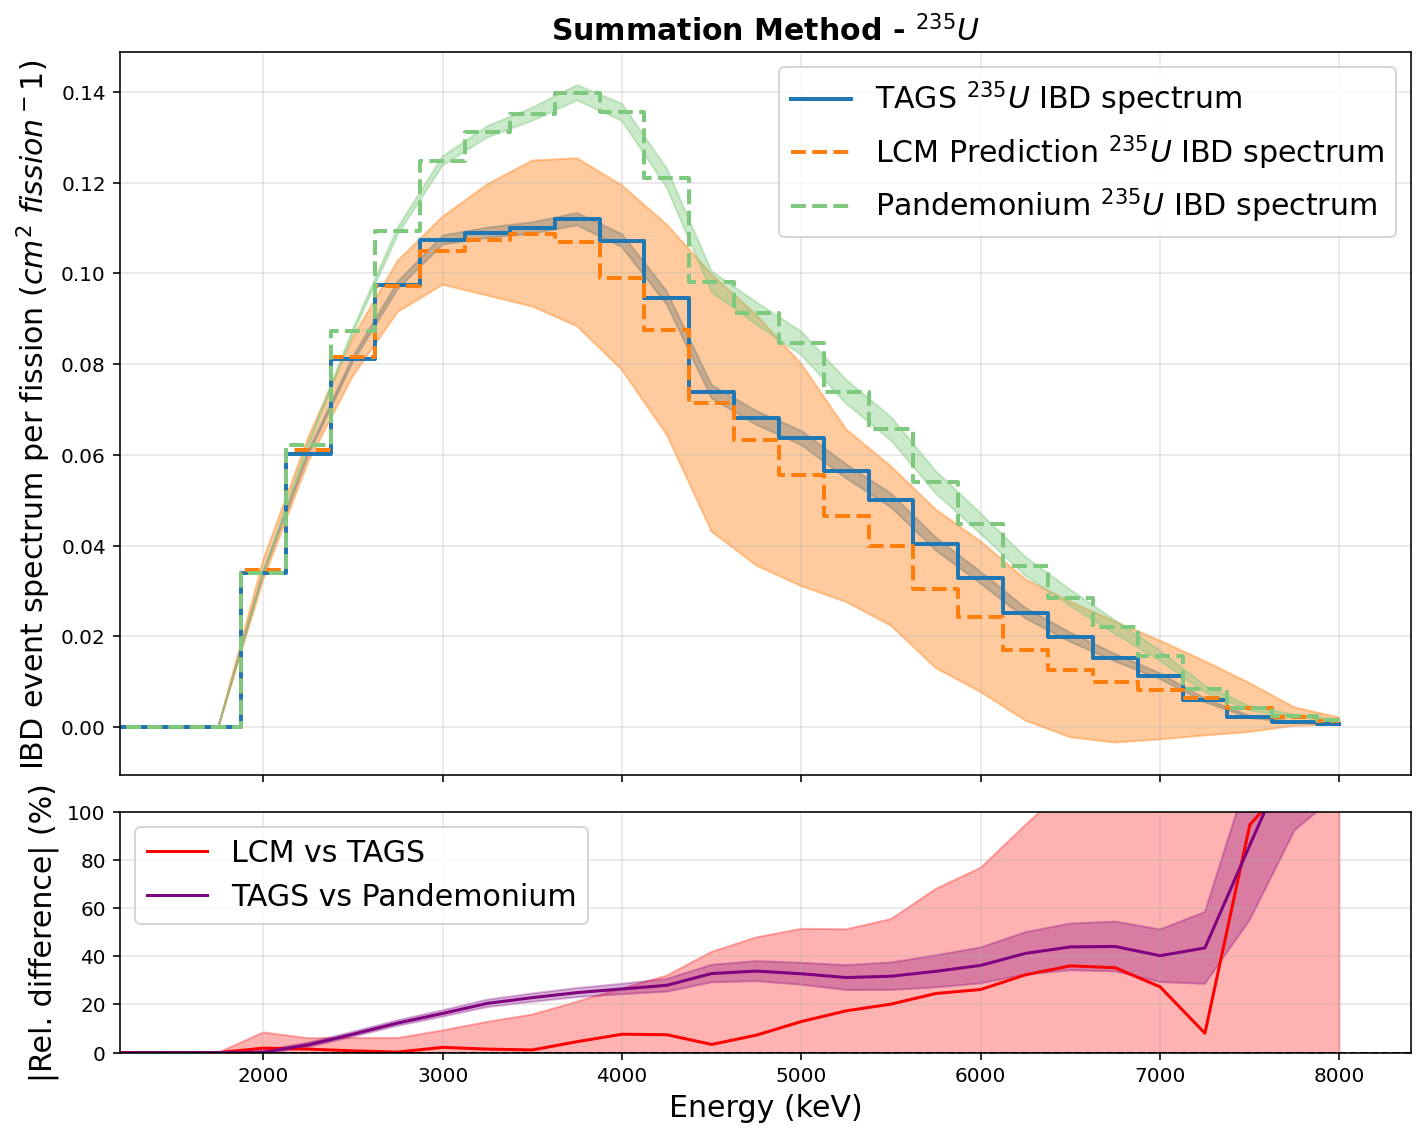 Summation Method - ²³⁵U
IBD event spectrum per fission (cm² fission⁻1)
0.14
0.12
0.10
0.08
0.06
0.04
0.02
0.00
TAGS ²³⁵U IBD spectrum
LCM Prediction ²³⁵U IBD spectrum
Pandemonium ²³⁵U IBD spectrum
|Rel. difference| (%)
100
80
60
40
20
0
LCM vs TAGS
TAGS vs Pandemonium
2000 3000 4000 5000 6000 7000 8000
Energy (keV)